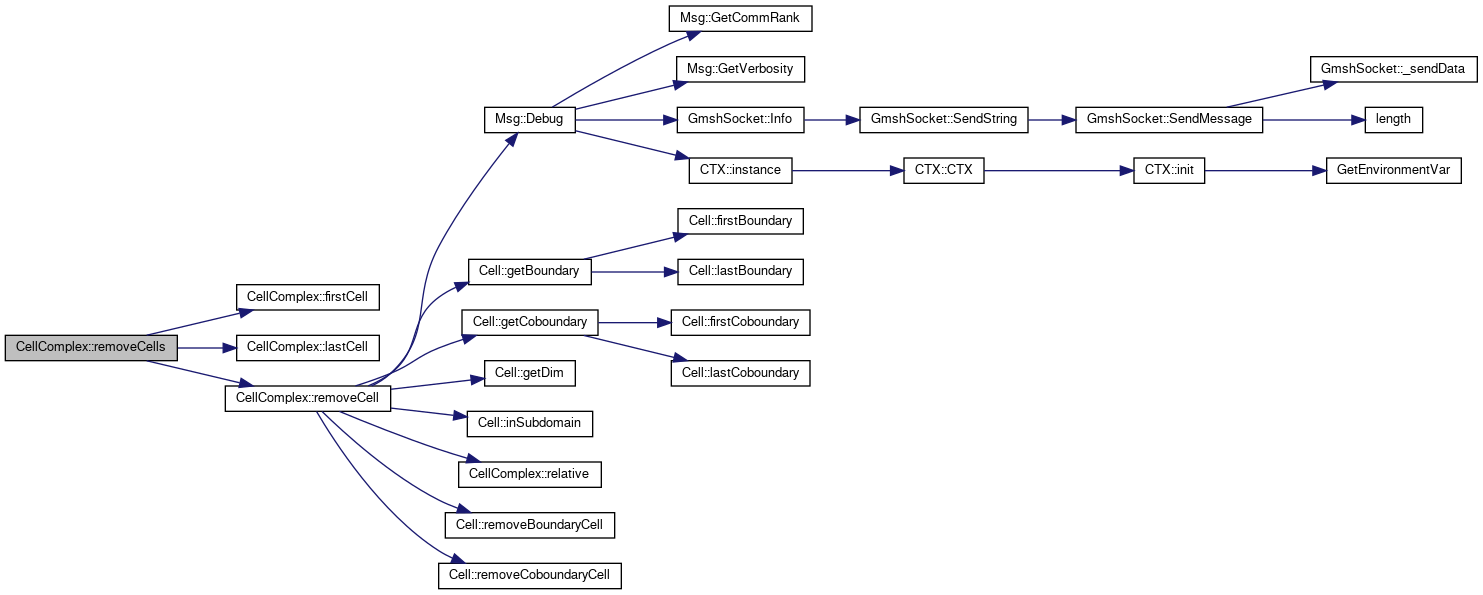 Msg::GetCommRank
Msg::GetVerbosity
GmshSocket::_sendData
Msg::Debug
GmshSocket::Info
GmshSocket::SendString
GmshSocket::SendMessage
length
CTX::instance
CTX::CTX
CTX::init
GetEnvironmentVar
Cell::firstBoundary
Cell::getBoundary
Cell::lastBoundary
CellComplex::firstCell
Cell::getCoboundary
Cell::firstCoboundary
CellComplex::removeCells
CellComplex::lastCell
Cell::getDim
Cell::lastCoboundary
CellComplex::removeCell
Cell::inSubdomain
CellComplex::relative
Cell::removeBoundaryCell
Cell::removeCoboundaryCell